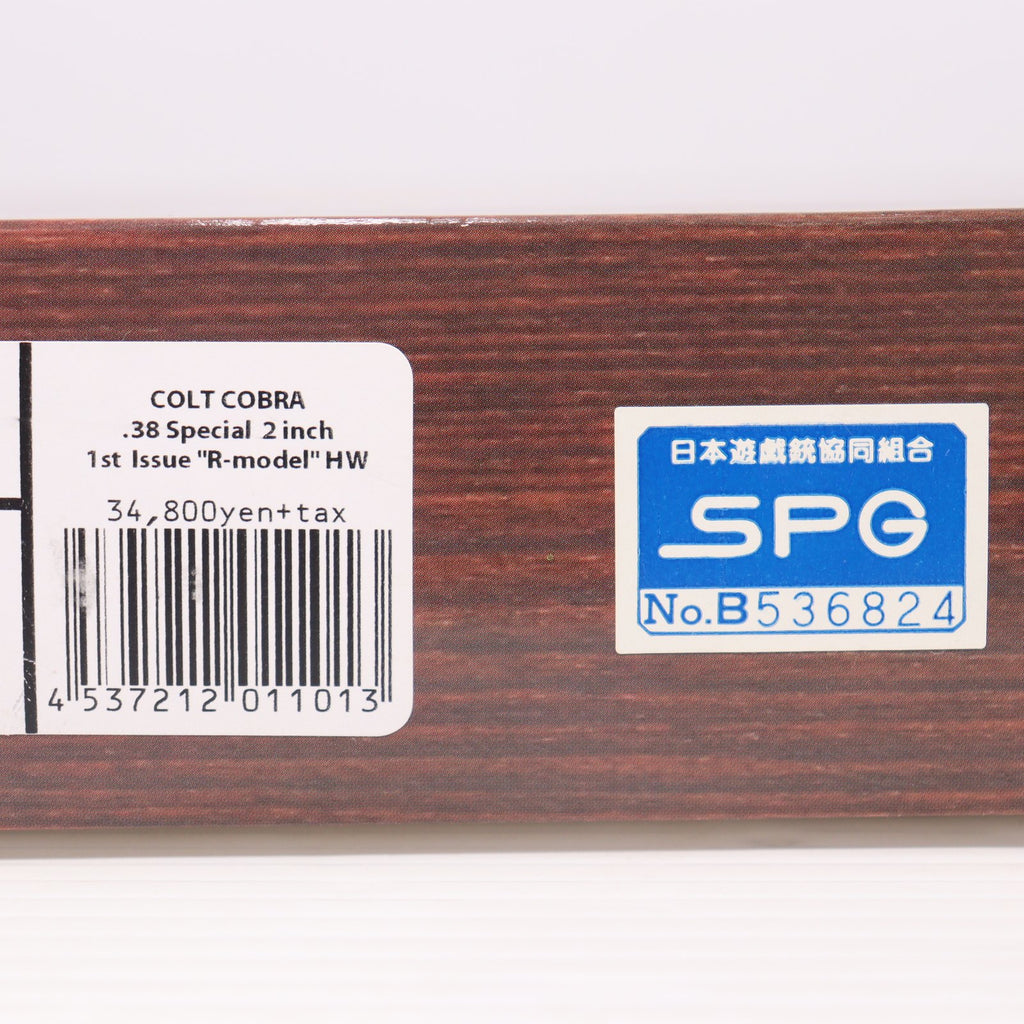 COLT COBRA
.38 Special 2 inch
1st Issue "R-model" HW
34,800yen+tax
4 537212 011013
日本遊戯銃協同組合
SPG
No.B536824